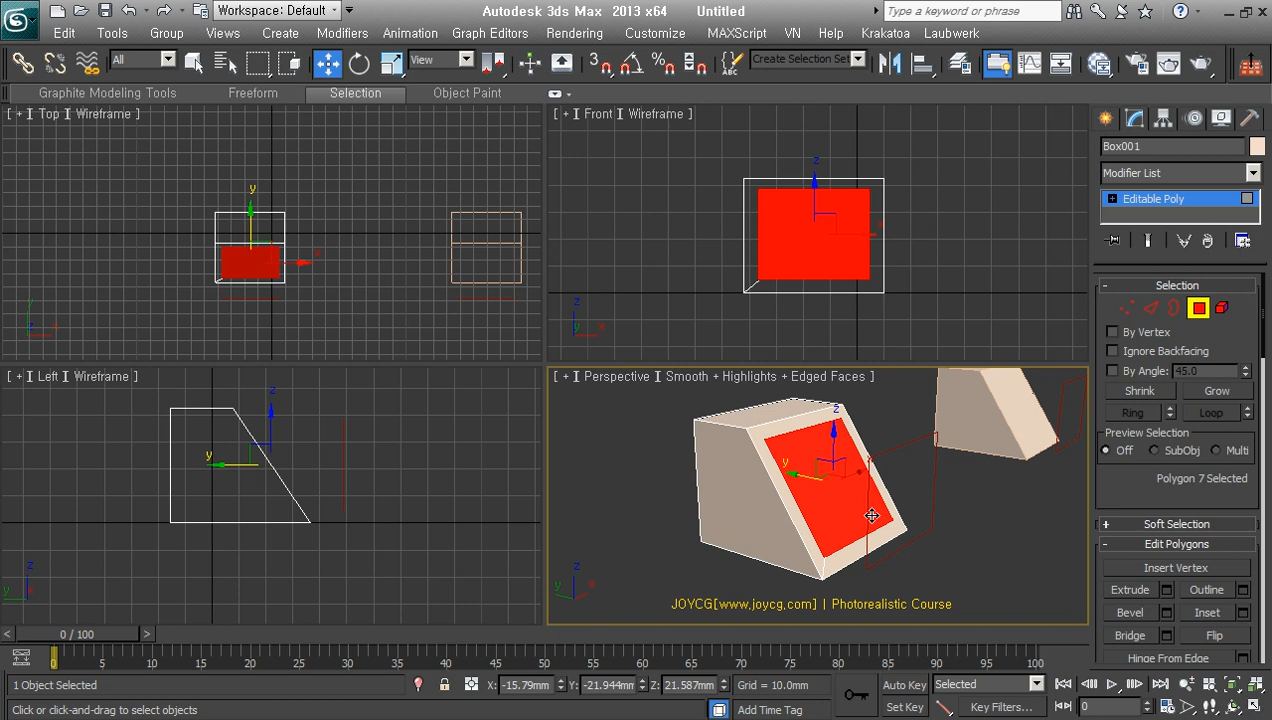 Workspace: Default
Autodesk 3ds Max 2013 x64 Untitled
Type a keyword or phrase
Edit Tools Group Views Create Modifiers Animation Graph Editors Rendering Customize MAXScript VN Help Krakatoa Laubwerk
All
View
Create Selection Set
Graphite Modeling Tools Freeform Selection Object Paint
[ + ] Top ] Wireframe ]
[ + ] Front ] Wireframe ]
y
x
z
x
y
z x
z
y x
[ + ] Left ] Wireframe ]
[ + ] Perspective ] Smooth + Highlights + Edged Faces ]
z
y
z
y x
z
y
z
y x
JOYCG[www.joycg.com] | Photorealistic Course
Box001
Modifier List
Editable Poly
- Selection
By Vertex
Ignore Backfacing
By Angle: 45.0
Shrink Grow
Ring Loop
Preview Selection
Off SubObj Multi
Polygon 7 Selected
+ Soft Selection
- Edit Polygons
Insert Vertex
Extrude Outline
Bevel Inset
Bridge Flip
Hinge From Edge
< 0 / 100 >
0 5 10 15 20 25 30 35 40 45 50 55 60 65 70 75 80 85 90 95 100
1 Object Selected
X: -15.79mm Y: -21.944mm Z: 21.587mm Grid = 10.0mm
Auto Key Selected
Click or click-and-drag to select objects
Add Time Tag
Set Key Key Filters... 0